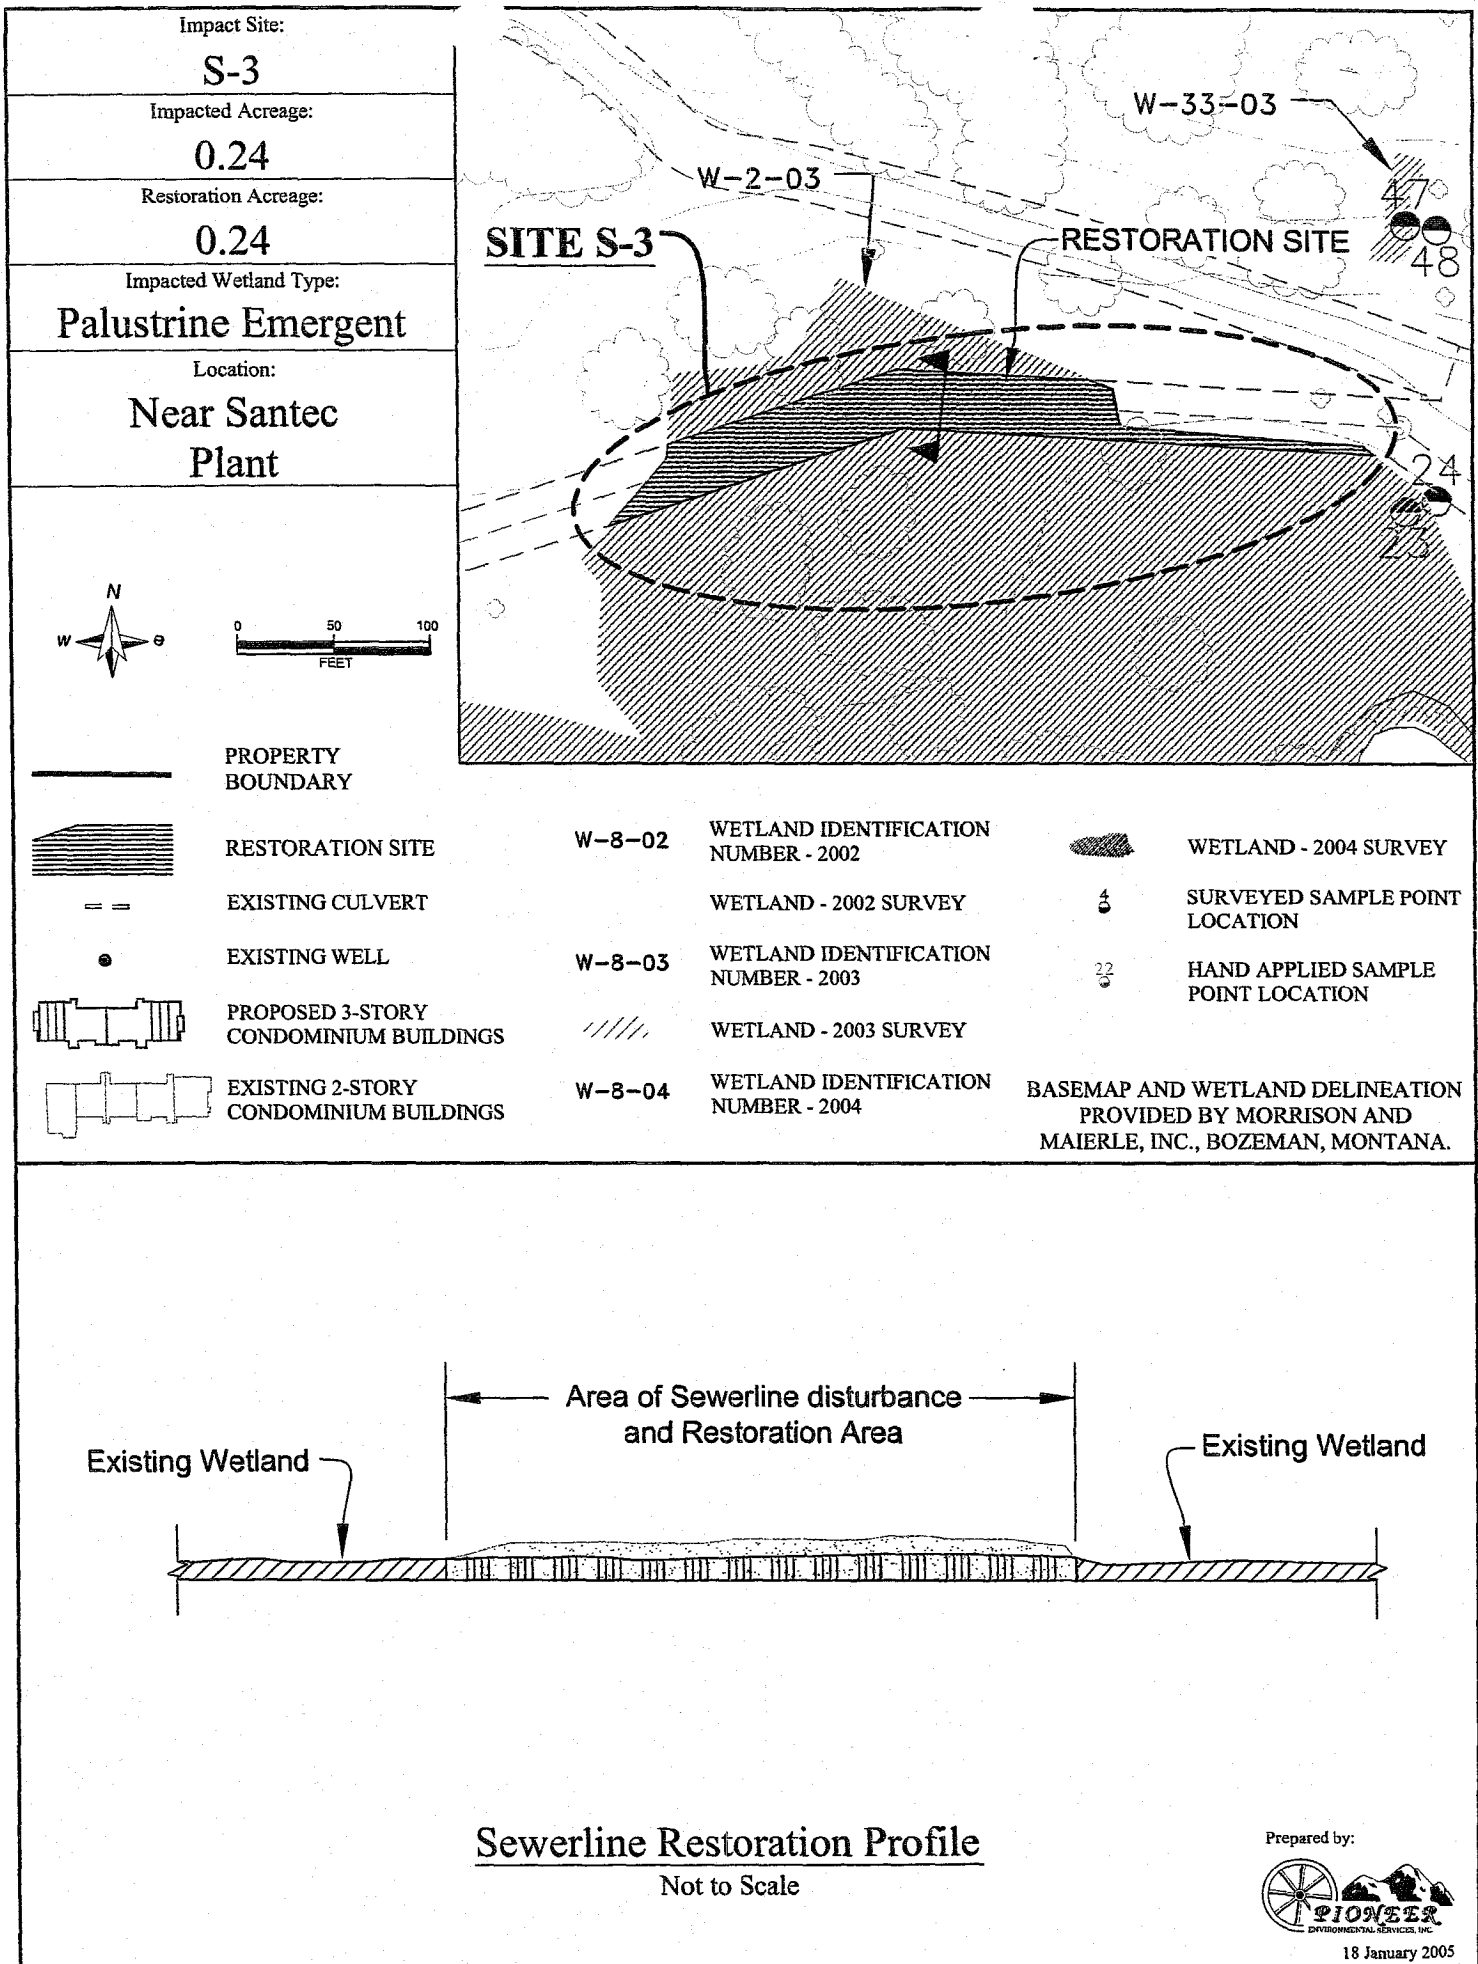 Impact Site:
S-3
Impacted Acreage:
0.24
Restoration Acreage:
0.24
Impacted Wetland Type:
Palustrine Emergent
Location:
Near Santec
Plant
W-33-03
W-2-03
47
SITE S-3
RESTORATION SITE
48
24
23
N
W
e
0
50
100
FEET
PROPERTY
BOUNDARY
RESTORATION SITE
EXISTING CULVERT
EXISTING WELL
PROPOSED 3-STORY
CONDOMINIUM BUILDINGS
EXISTING 2-STORY
CONDOMINIUM BUILDINGS
W-8-02
WETLAND IDENTIFICATION
NUMBER - 2002
WETLAND - 2002 SURVEY
W-8-03
WETLAND IDENTIFICATION
NUMBER - 2003
WETLAND - 2003 SURVEY
W-8-04
WETLAND IDENTIFICATION
NUMBER - 2004
WETLAND - 2004 SURVEY
4
SURVEYED SAMPLE POINT
LOCATION
22
HAND APPLIED SAMPLE
POINT LOCATION
BASEMAP AND WETLAND DELINEATION
PROVIDED BY MORRISON AND
MAIERLE, INC., BOZEMAN, MONTANA.
Area of Sewerline disturbance
and Restoration Area
Existing Wetland
Existing Wetland
Sewerline Restoration Profile
Not to Scale
Prepared by:
PIONEER
ENVIRONMENTAL SERVICES, INC.
18 January 2005